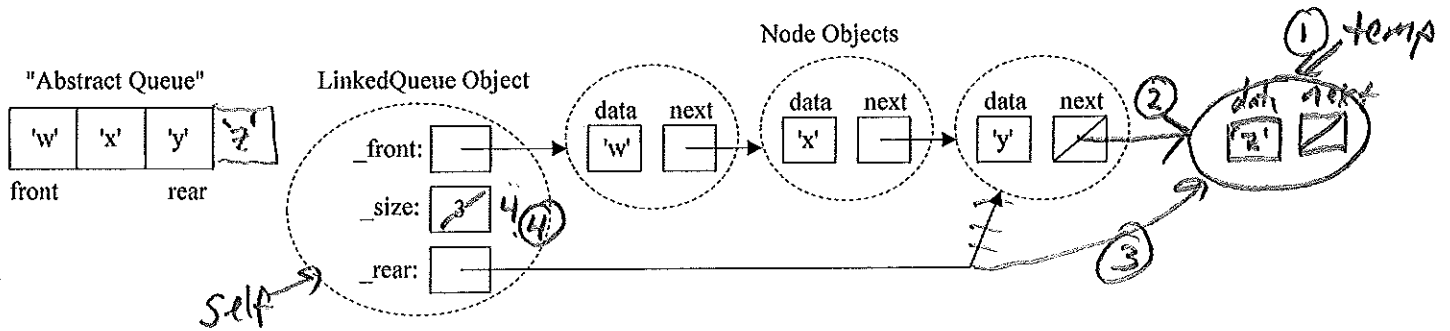 Node Objects
① temp
"Abstract Queue"
LinkedQueue Object
data next
data next
data next
②
data next
'w' 'x' 'y' 'z'
_front:
'w'
'x'
'y'
'z'
front rear
_size: 3 4 ④
③
_rear:
self